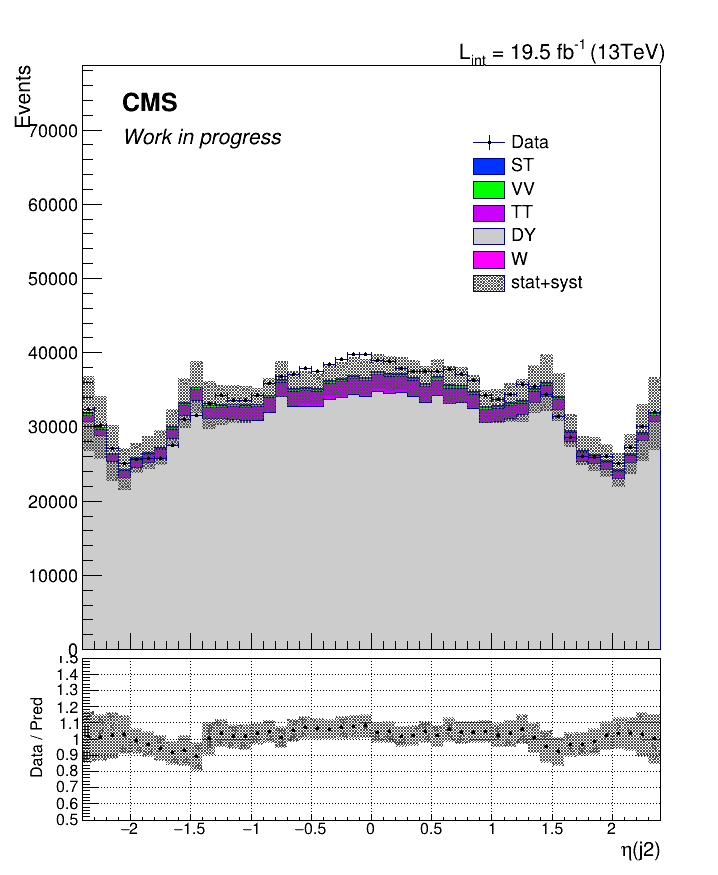 L_int = 19.5 fb^-1 (13TeV)
Events
CMS
Work in progress
Data
ST
VV
TT
DY
W
stat+syst
70000
60000
50000
40000
30000
20000
10000
0
Data / Pred
1.5
1.4
1.3
1.2
1.1
1
0.9
0.8
0.7
0.6
0.5
−2 −1.5 −1 −0.5 0 0.5 1 1.5 2
η(j2)